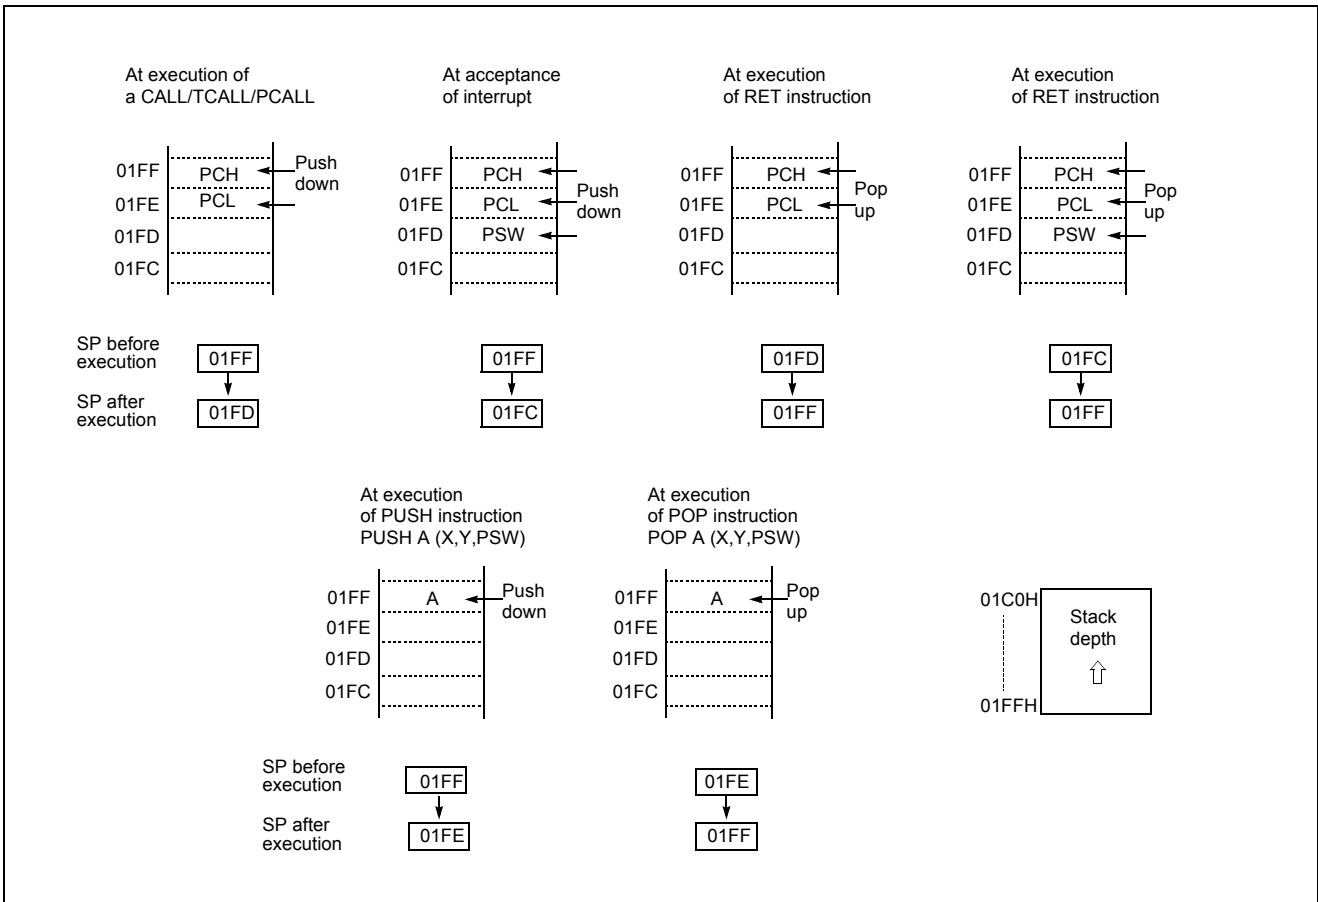 At execution of
a CALL/TCALL/PCALL
01FF
PCH
Push
down
01FE
PCL
01FD
01FC
SP before
execution
01FF
SP after
execution
01FD
At acceptance
of interrupt
01FF
PCH
01FE
PCL
Push
down
01FD
PSW
01FC
01FF
01FC
At execution
of RET instruction
01FF
PCH
01FE
PCL
Pop
up
01FD
01FC
01FD
01FF
At execution
of RET instruction
01FF
PCH
01FE
PCL
Pop
up
01FD
PSW
01FC
01FC
01FF
At execution
of PUSH instruction
PUSH A (X,Y,PSW)
01FF
A
Push
down
01FE
01FD
01FC
SP before
execution
01FF
SP after
execution
01FE
At execution
of POP instruction
POP A (X,Y,PSW)
01FF
A
Pop
up
01FE
01FD
01FC
01FE
01FF
01C0H
Stack
depth
01FFH